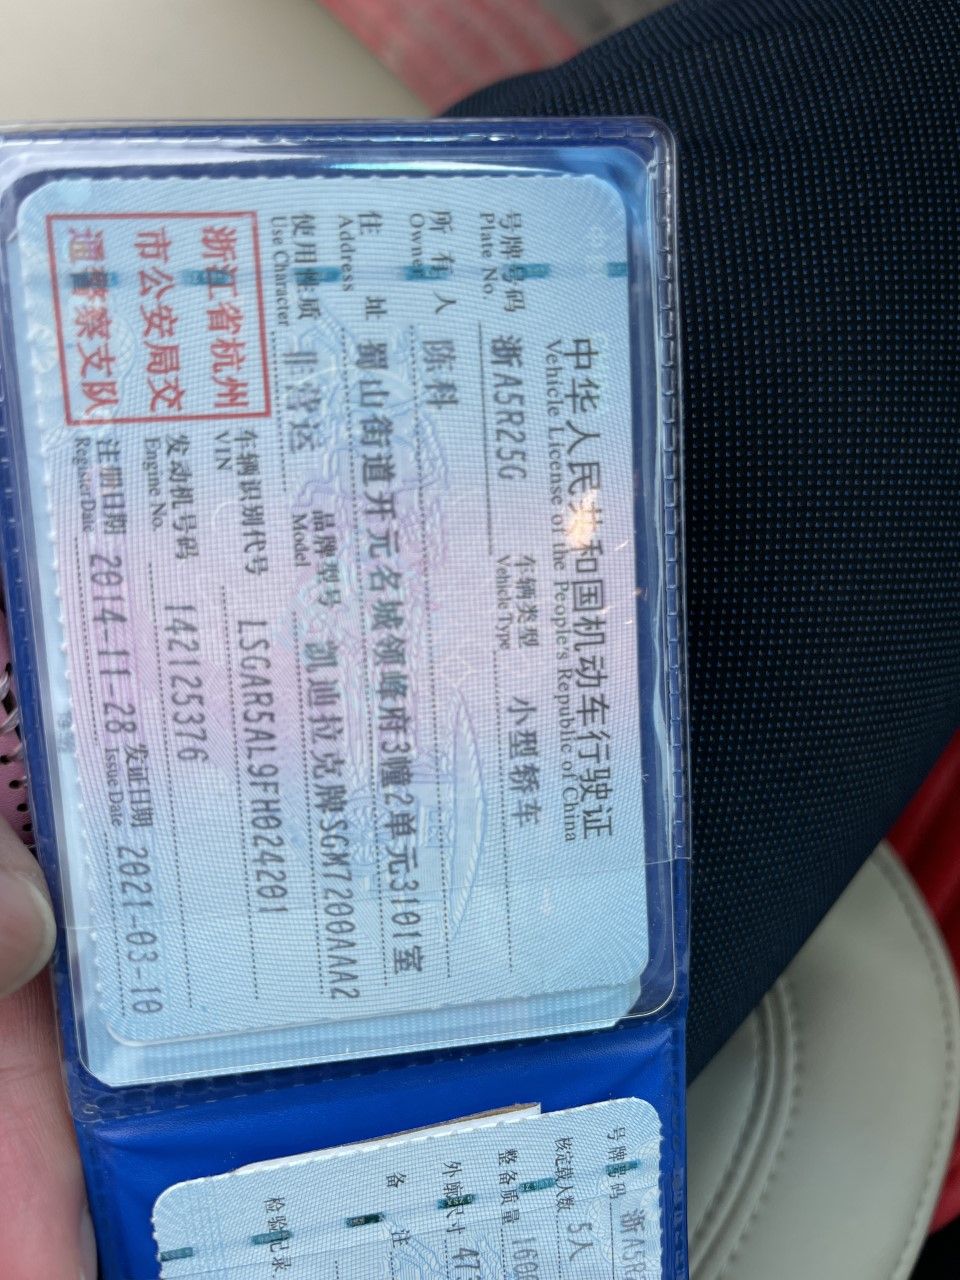 中华人民共和国机动车行驶证
Vehicle License of the People's Republic of China
号牌号码 浙A5R25G 车辆类型 小型轿车
Plate No. Vehicle Type
所有人 陈科
Owner
住址 蜀山街道开元名城领峰府3幢2单元3101室
Address
使用性质 非营运 品牌型号 凯迪拉克牌SGM7200AAA2
Use Character Model
浙江省杭州
市公安局交
通警察支队
车辆识别代号 LSGAR5AL9FH024201
VIN
发动机号码 142125376
Engine No.
注册日期 2014-11-28 发证日期 2021-03-10
Register Date Issue Date
号牌号码 浙A5R
核定载人数 5人
整备质量 160
外廓尺寸 47
备注
检验记录